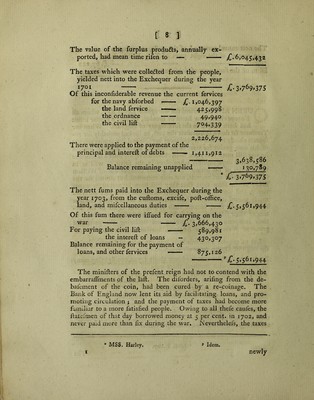 [ 8 ]
The value of the surplus products, annually ex-
ported, had mean time risen to — — £.6,045,432
The taxes which were collected from the people,
yielded nett into the Exchequer during the year
1701 — — £.3,769,375
Of this inconsiderable revenue the current services
for the navy absorbed — £.1,046,397
the land service — 425,998
the ordnance — 49,940
the civil list — 704,339
2,226,674
There were applied to the payment of the
principal and interest of debts — 1,411,912
3,638,586
Balance remaining unapplied — 130,789
* £.3,769,375
The nett sums paid into the Exchequer during the
year 1703, from the customs, excise, post-office,
land, and miscellaneous duties — £.5,561,944
Of this sum there were issued for carrying on the
war — — £.3,666,430
For paying the civil list — 589,981
the interest of loans — 430,307
Balance remaining for the payment of
loans, and other services — 875,126
* £.5,561,944
The ministers of the present reign had not to contend with the
embarrassments of the last. The disorders, arising from the de-
basement of the coin, had been cured by a re-coinage. The
Bank of England now lent its aid by facilitating loans, and pro-
moting circulation; and the payment of taxes had become more
familiar to a more satisfied people. Owing to all these causes, the
statesmen of that day borrowed money at 5 per cent. in 1702, and
never paid more than six during the war. Nevertheless, the taxes
* MSS. Harley. * Idem.
newly